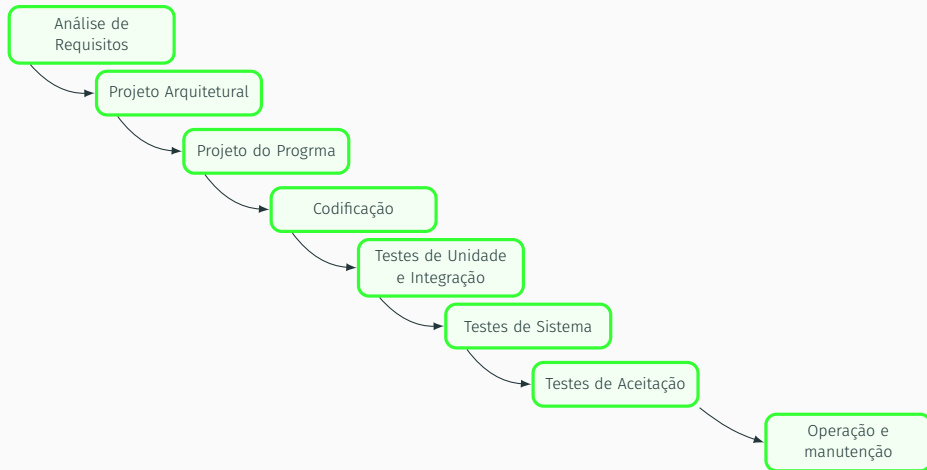 Análise de
Requisitos
Projeto Arquitetural
Projeto do Progrma
Codificação
Testes de Unidade
e Integração
Testes de Sistema
Testes de Aceitação
Operação e
manutenção